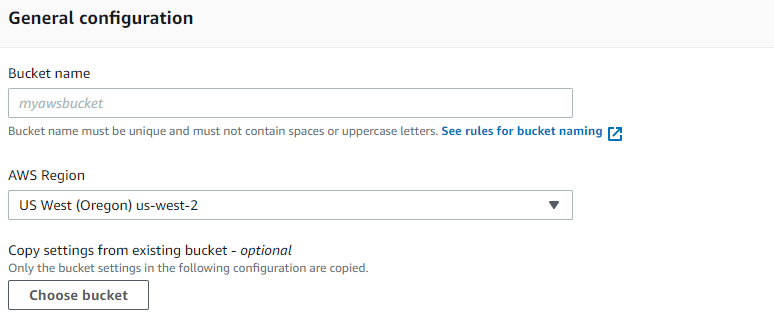 General configuration
Bucket name
myawsbucket
Bucket name must be unique and must not contain spaces or uppercase letters. See rules for bucket naming
AWS Region
US West (Oregon) us-west-2
Copy settings from existing bucket - optional
Only the bucket settings in the following configuration are copied.
Choose bucket